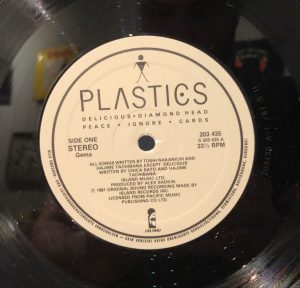 PLASTICS
DELICIOUS • DIAMOND HEAD
PEACE • IGNORE • CARDS
SIDE ONE
STEREO
Gema
203 435
S 203 435 A
33⅓ RPM
ALL SONGS WRITTEN BY TOSHI NAKANICHI AND
HAJIME TACHIBANA EXCEPT 'DELICIOUS'
WRITTEN BY CHICA SATO AND HAJIME
TACHIBANA.
ISLAND MUSIC LTD.
PRODUCED BY ALEX SADKIN.
℗ 1981 ORIGINAL SOUND RECORDING MADE BY
ISLAND RECORDS INC.
LICENSED FROM PACIFIC MUSIC
PUBLISHING CO LTD.
ISLAND